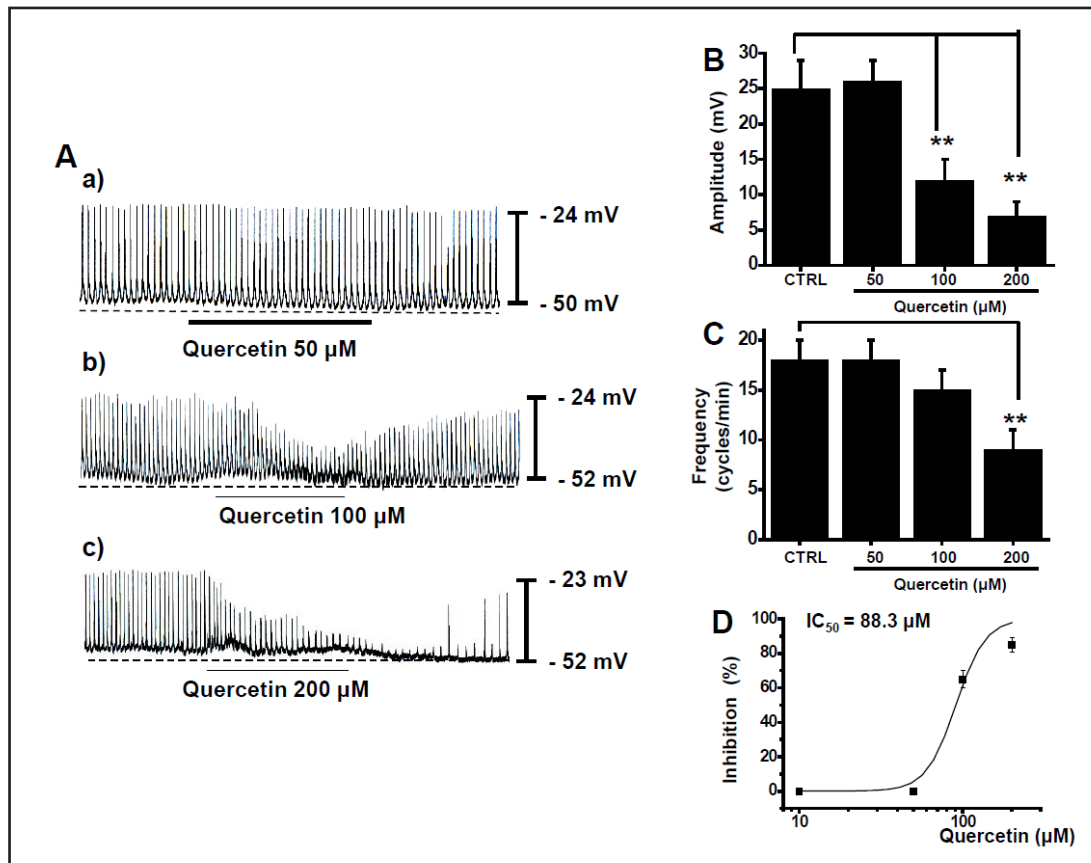 A
a)
- 24 mV
- 50 mV
Quercetin 50 µM
b)
- 24 mV
- 52 mV
Quercetin 100 µM
c)
- 23 mV
- 52 mV
Quercetin 200 µM
B
Amplitude (mV)
30
25
20
15
10
5
0
**
**
CTRL 50 100 200
Quercetin (µM)
C
Frequency
(cycles/min)
20
15
10
5
0
**
CTRL 50 100 200
Quercetin (µM)
D
IC50 = 88.3 µM
Inhibition (%)
100
80
60
40
20
0
10 100
Quercetin (µM)